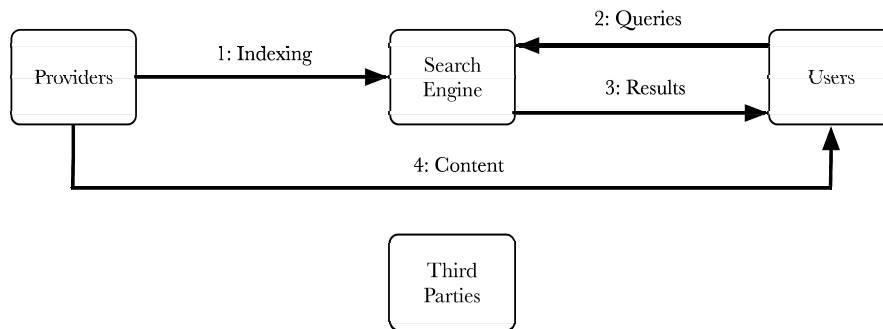 2: Queries
1: Indexing
Providers
Search
Engine
Users
3: Results
4: Content
Third
Parties